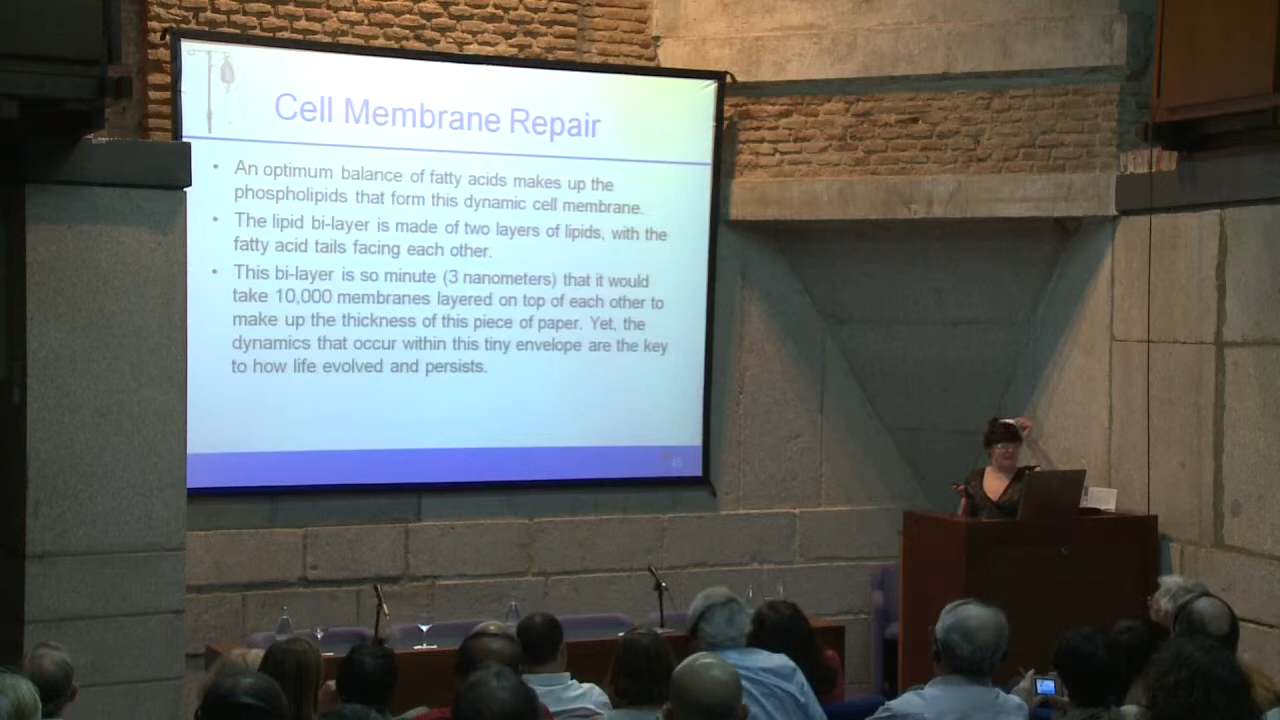 Cell Membrane Repair
• An optimum balance of fatty acids makes up the
phospholipids that form this dynamic cell membrane.
• The lipid bi-layer is made of two layers of lipids, with the
fatty acid tails facing each other.
• This bi-layer is so minute (3 nanometers) that it would
take 10,000 membranes layered on top of each other to
make up the thickness of this piece of paper. Yet, the
dynamics that occur within this tiny envelope are the key
to how life evolved and persists.